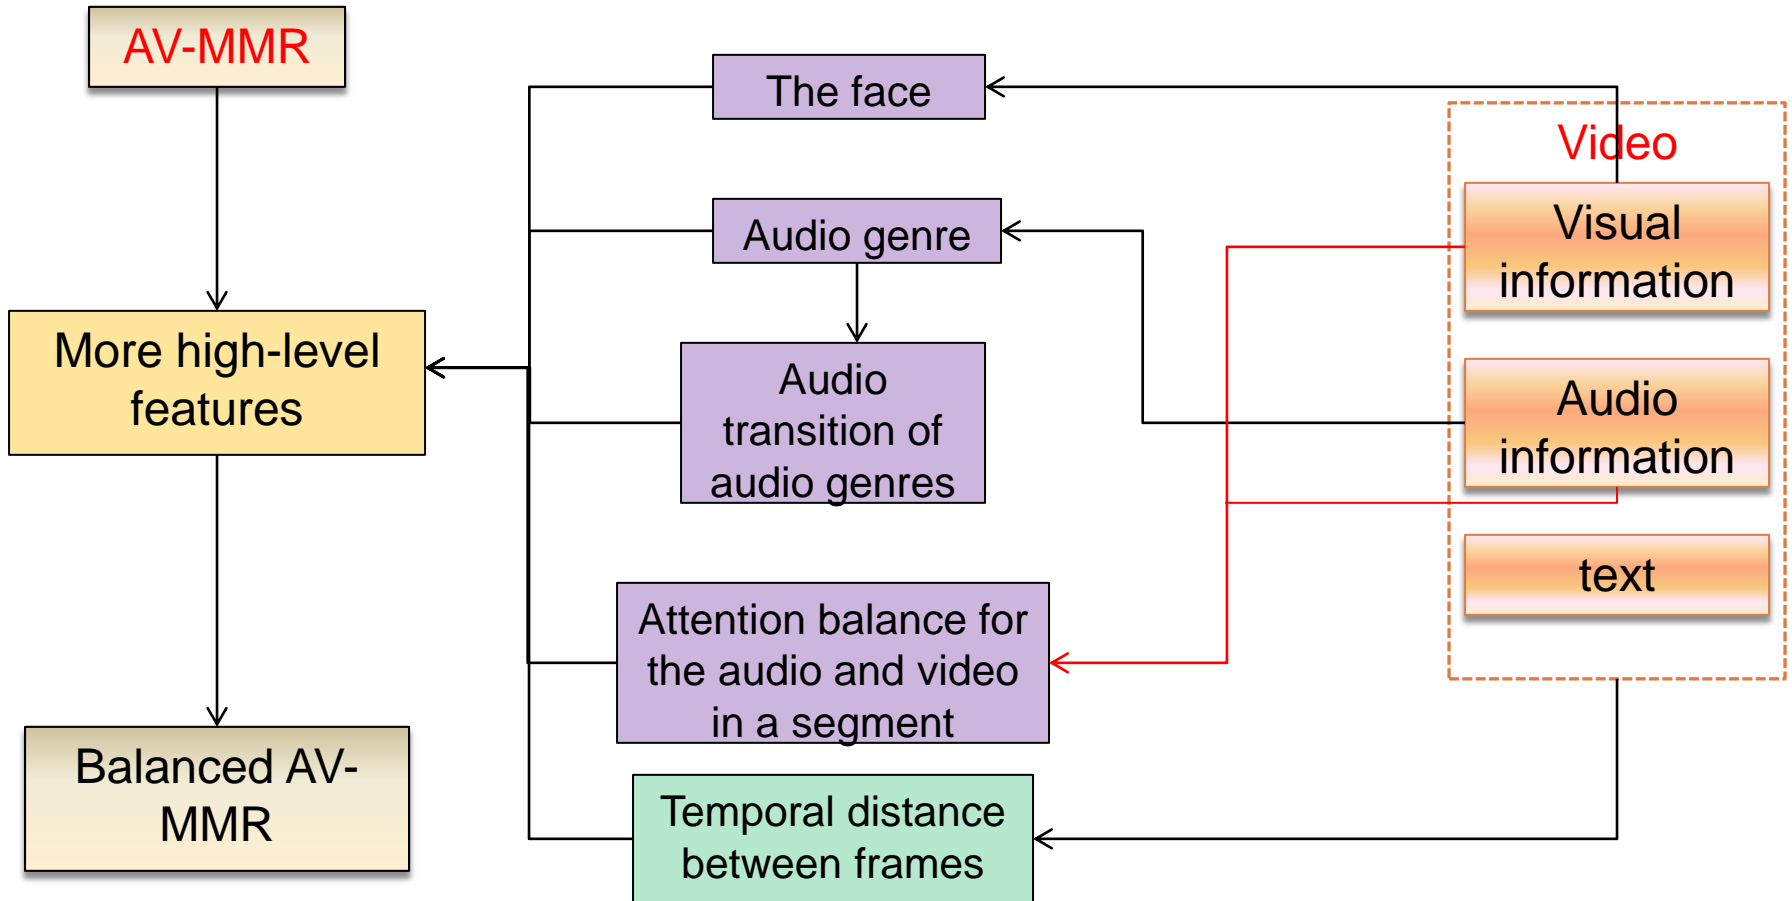 AV-MMR
More high-level
features
Balanced AV-
MMR
The face
Audio genre
Audio
transition of
audio genres
Attention balance for
the audio and video
in a segment
Temporal distance
between frames
Video
Visual
information
Audio
information
text